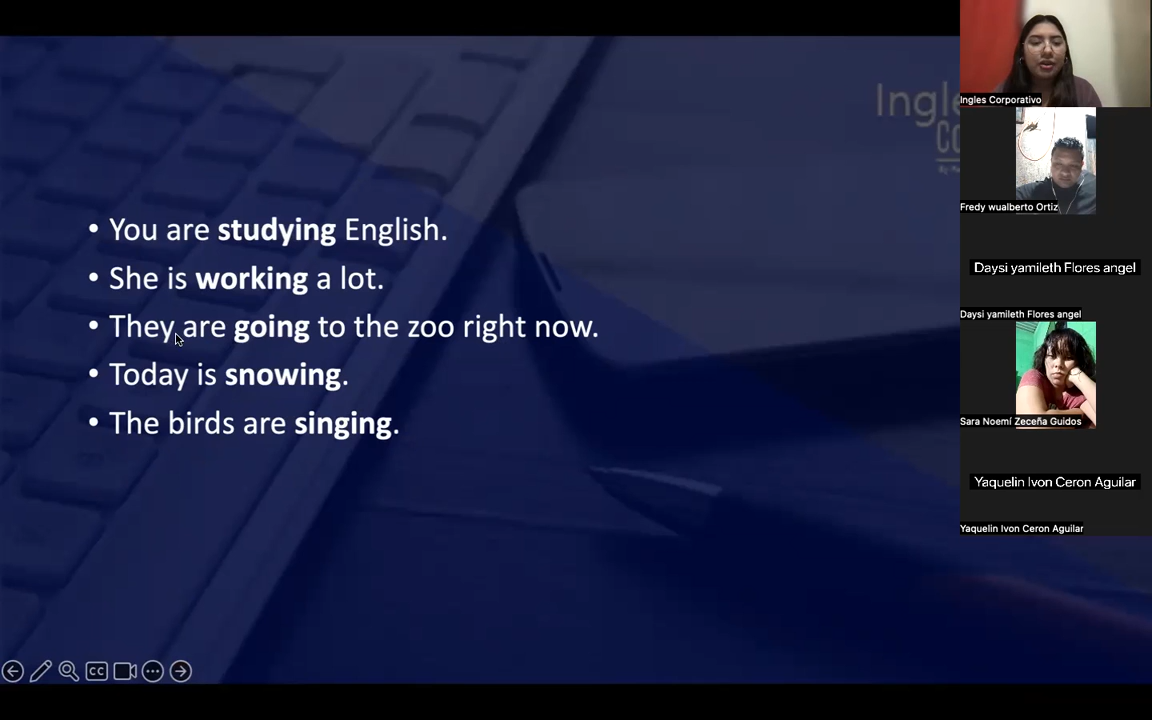 • You are studying English.
• She is working a lot.
• They are going to the zoo right now.
• Today is snowing.
• The birds are singing.
Ingles Corporativo
Fredy wualberto Ortiz
Daysi yamileth Flores angel
Daysi yamileth Flores angel
Sara Noemí Zeceña Guidos
Yaquelin Ivon Ceron Aguilar
Yaquelin Ivon Ceron Aguilar
CC